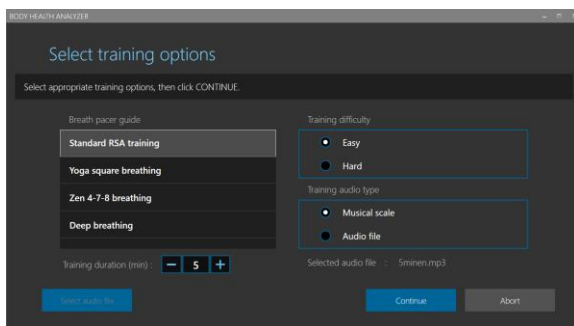 BODY HEALTH ANALYZER
Select training options
Select appropriate training options, then click CONTINUE.
Breath pacer guide
Standard RSA training
Yoga square breathing
Zen 4-7-8 breathing
Deep breathing
Training duration (min) : 5
Select audio file
Training difficulty
Easy
Hard
Training audio type
Musical scale
Audio file
Selected audio file : 5minen.mp3
Continue
Abort